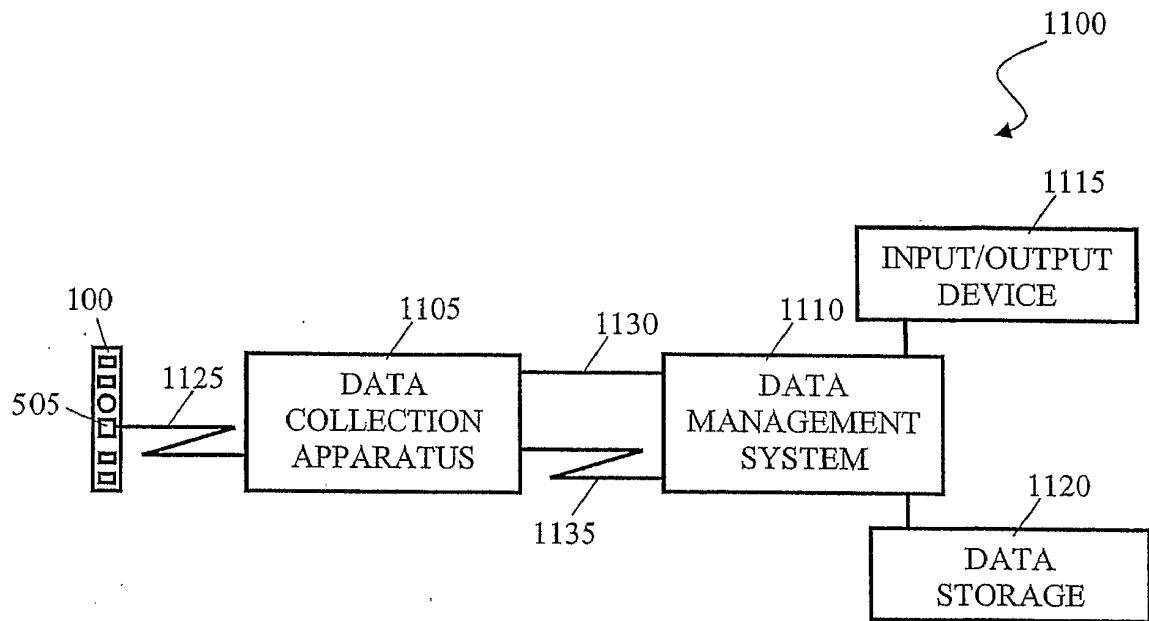 1100
1115
INPUT/OUTPUT
DEVICE
100
1105
1130
1110
505
1125
DATA
COLLECTION
APPARATUS
DATA
MANAGEMENT
SYSTEM
1135
1120
DATA
STORAGE